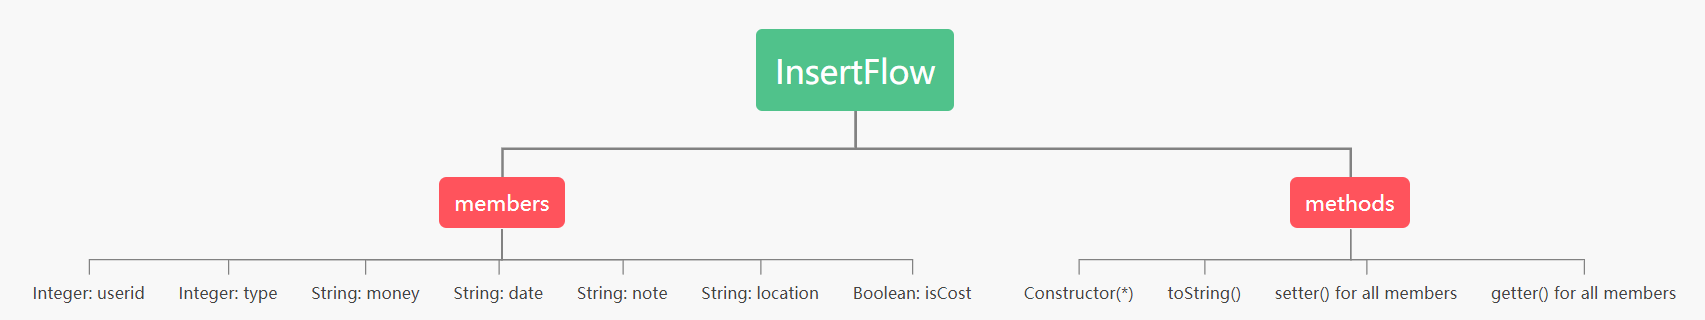 InsertFlow
members
methods
Integer: userid
Integer: type
String: money
String: date
String: note
String: location
Boolean: isCost
Constructor(*)
toString()
setter() for all members
getter() for all members